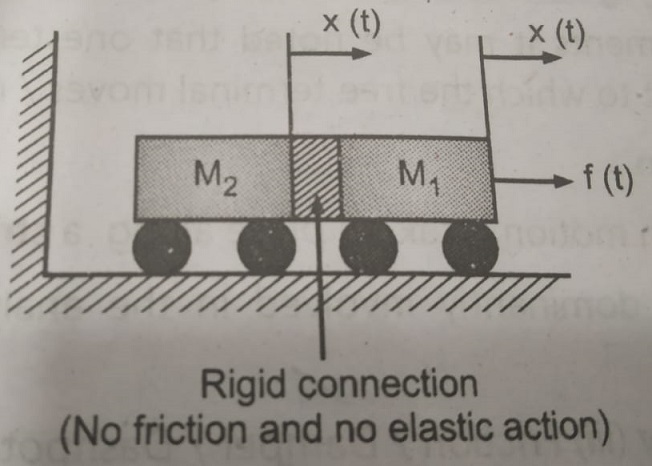 x (t)
x (t)
M₂
M₁
f (t)
Rigid connection
(No friction and no elastic action)